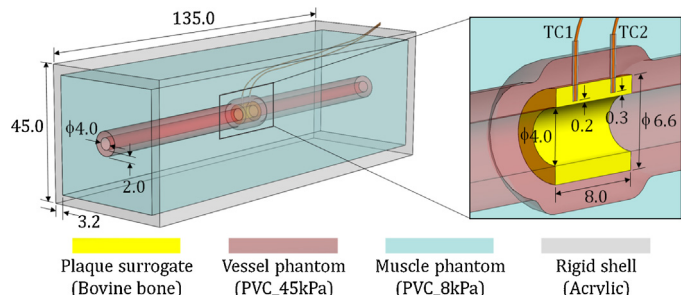 135.0
45.0
ϕ4.0
2.0
3.2
TC1
TC2
0.2
0.3
ϕ4.0
ϕ6.6
8.0
Plaque surrogate
(Bovine bone)
Vessel phantom
(PVC_45kPa)
Muscle phantom
(PVC_8kPa)
Rigid shell
(Acrylic)